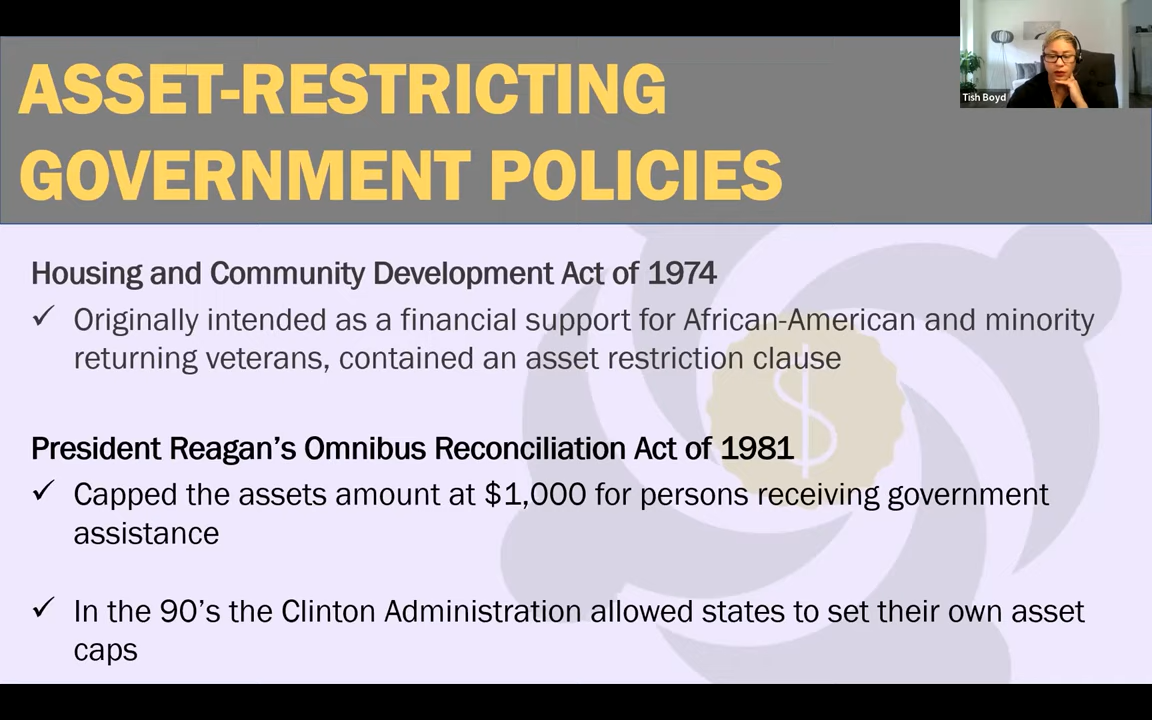 ASSET-RESTRICTING
GOVERNMENT POLICIES
Tish Boyd
Housing and Community Development Act of 1974
✓ Originally intended as a financial support for African-American and minority
returning veterans, contained an asset restriction clause
$
President Reagan’s Omnibus Reconciliation Act of 1981
✓ Capped the assets amount at $1,000 for persons receiving government
assistance
✓ In the 90’s the Clinton Administration allowed states to set their own asset
caps